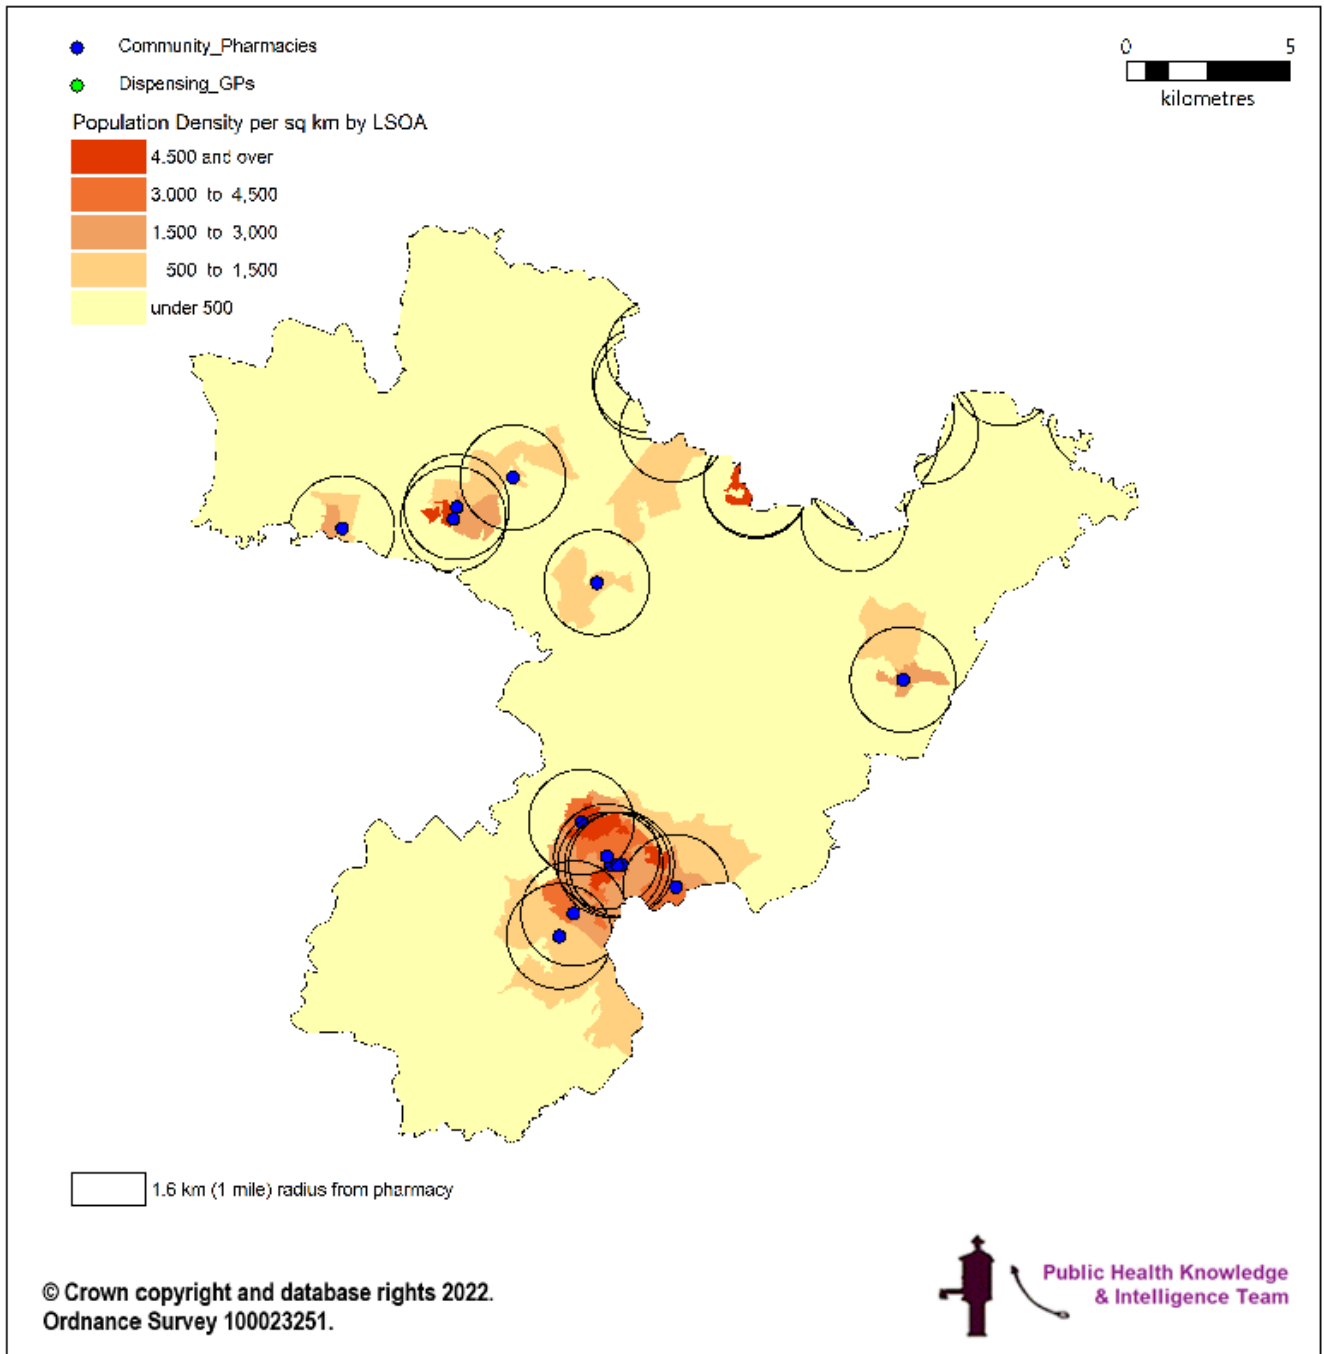 Community_Pharmacies
Dispensing_GPs
Population Density per sq km by LSOA
4.500 and over
3.000 to 4,500
1.500 to 3,000
500 to 1,500
under 500
0 5
kilometres
1.6 km (1 mile) radius from pharmacy
© Crown copyright and database rights 2022.
Ordnance Survey 100023251.
Public Health Knowledge
& Intelligence Team